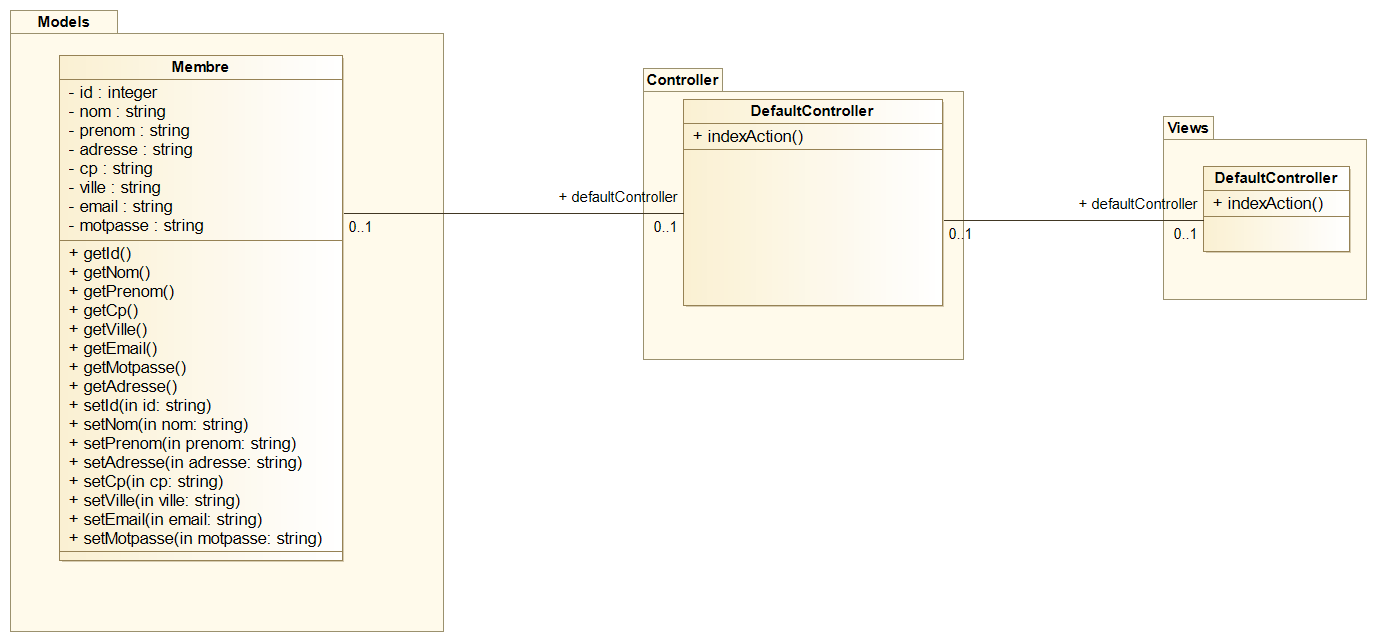 Models
Membre
- id : integer
- nom : string
- prenom : string
- adresse : string
- cp : string
- ville : string
- email : string
- motpasse : string
+ getId()
+ getNom()
+ getPrenom()
+ getCp()
+ getVille()
+ getEmail()
+ getMotpasse()
+ getAdresse()
+ setId(in id: string)
+ setNom(in nom: string)
+ setPrenom(in prenom: string)
+ setAdresse(in adresse: string)
+ setCp(in cp: string)
+ setVille(in ville: string)
+ setEmail(in email: string)
+ setMotpasse(in motpasse: string)
0..1
+ defaultController
0..1
Controller
DefaultController
+ indexAction()
0..1
+ defaultController
0..1
Views
DefaultController
+ indexAction()